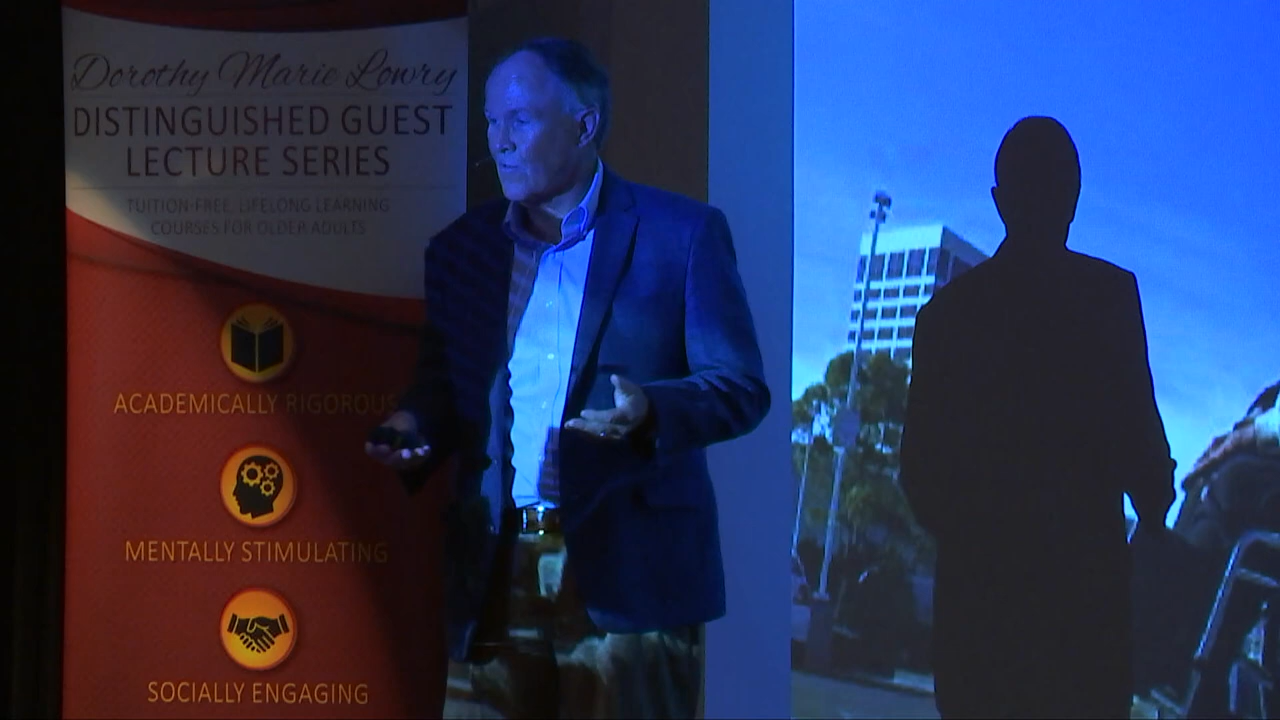 Dorothy Marie Lowry
DISTINGUISHED GUEST
LECTURE SERIES
TUITION-FREE, LIFELONG LEARNING
COURSES FOR OLDER ADULTS
ACADEMICALLY RIGOROUS
MENTALLY STIMULATING
SOCIALLY ENGAGING